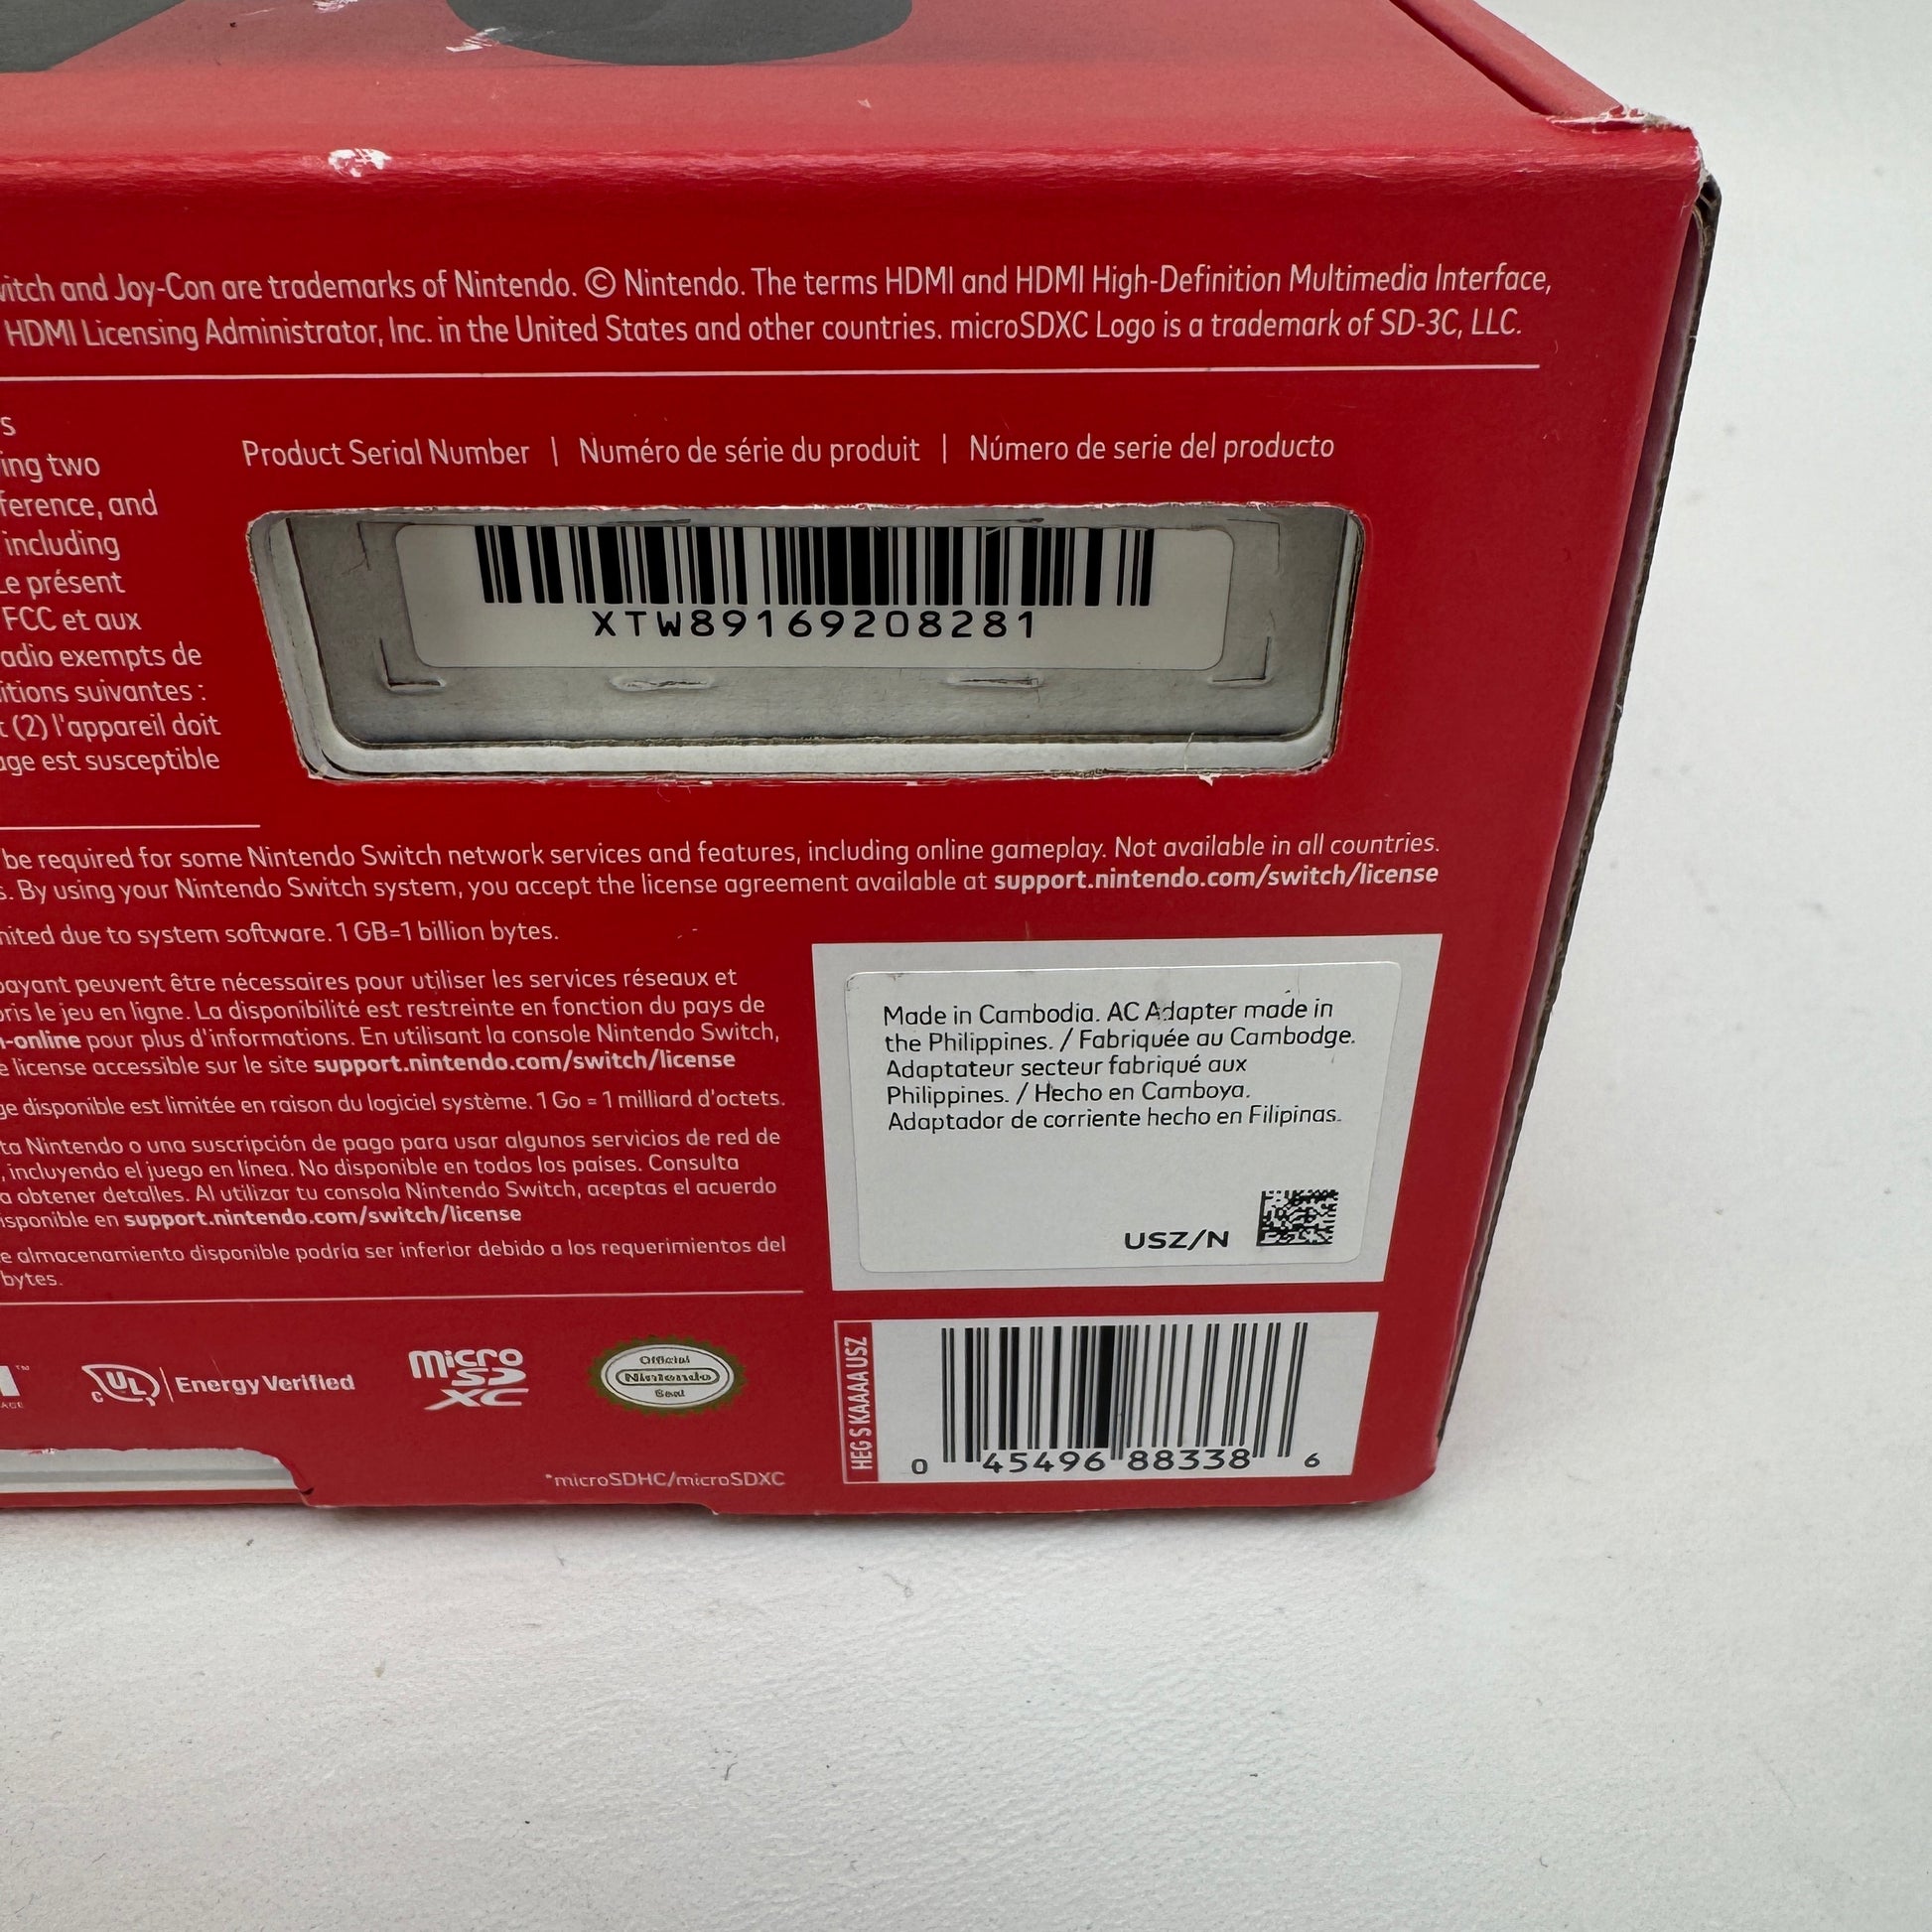 witch and Joy-Con are trademarks of Nintendo. © Nintendo. The terms HDMI and HDMI High-Definition Multimedia Interface,
HDMI Licensing Administrator, Inc. in the United States and other countries. microSDXC Logo is a trademark of SD-3C, LLC.
s
ing two
ference, and
including
Le présent
FCC et aux
adio exempts de
itions suivantes :
t (2) l'appareil doit
age est susceptible
Product Serial Number | Numéro de série du produit | Número de serie del producto
XTW89169208281
be required for some Nintendo Switch network services and features, including online gameplay. Not available in all countries.
s. By using your Nintendo Switch system, you accept the license agreement available at support.nintendo.com/switch/license
mited due to system software. 1 GB=1 billion bytes.
payant peuvent être nécessaires pour utiliser les services réseaux et
pris le jeu en ligne. La disponibilité est restreinte en fonction du pays de
n-online pour plus d'informations. En utilisant la console Nintendo Switch,
e license accessible sur le site support.nintendo.com/switch/license
ge disponible est limitée en raison du logiciel système. 1 Go = 1 milliard d'octets.
ta Nintendo o una suscripción de pago para usar algunos servicios de red de
, incluyendo el juego en línea. No disponible en todos los países. Consulta
a obtener detalles. Al utilizar tu consola Nintendo Switch, aceptas el acuerdo
isponible en support.nintendo.com/switch/license
e almacenamiento disponible podría ser inferior debido a los requerimientos del
bytes.
Made in Cambodia. AC Adapter made in
the Philippines. / Fabriquée au Cambodge.
Adaptateur secteur fabriqué aux
Philippines. / Hecho en Camboya.
Adaptador de corriente hecho en Filipinas.
USZ/N
c UL Energy Verified
micro
SD
XC
Official
Nintendo
Seal
*microSDHC/microSDXC
HEG S KAAAA USZ
0 45496 88338 6